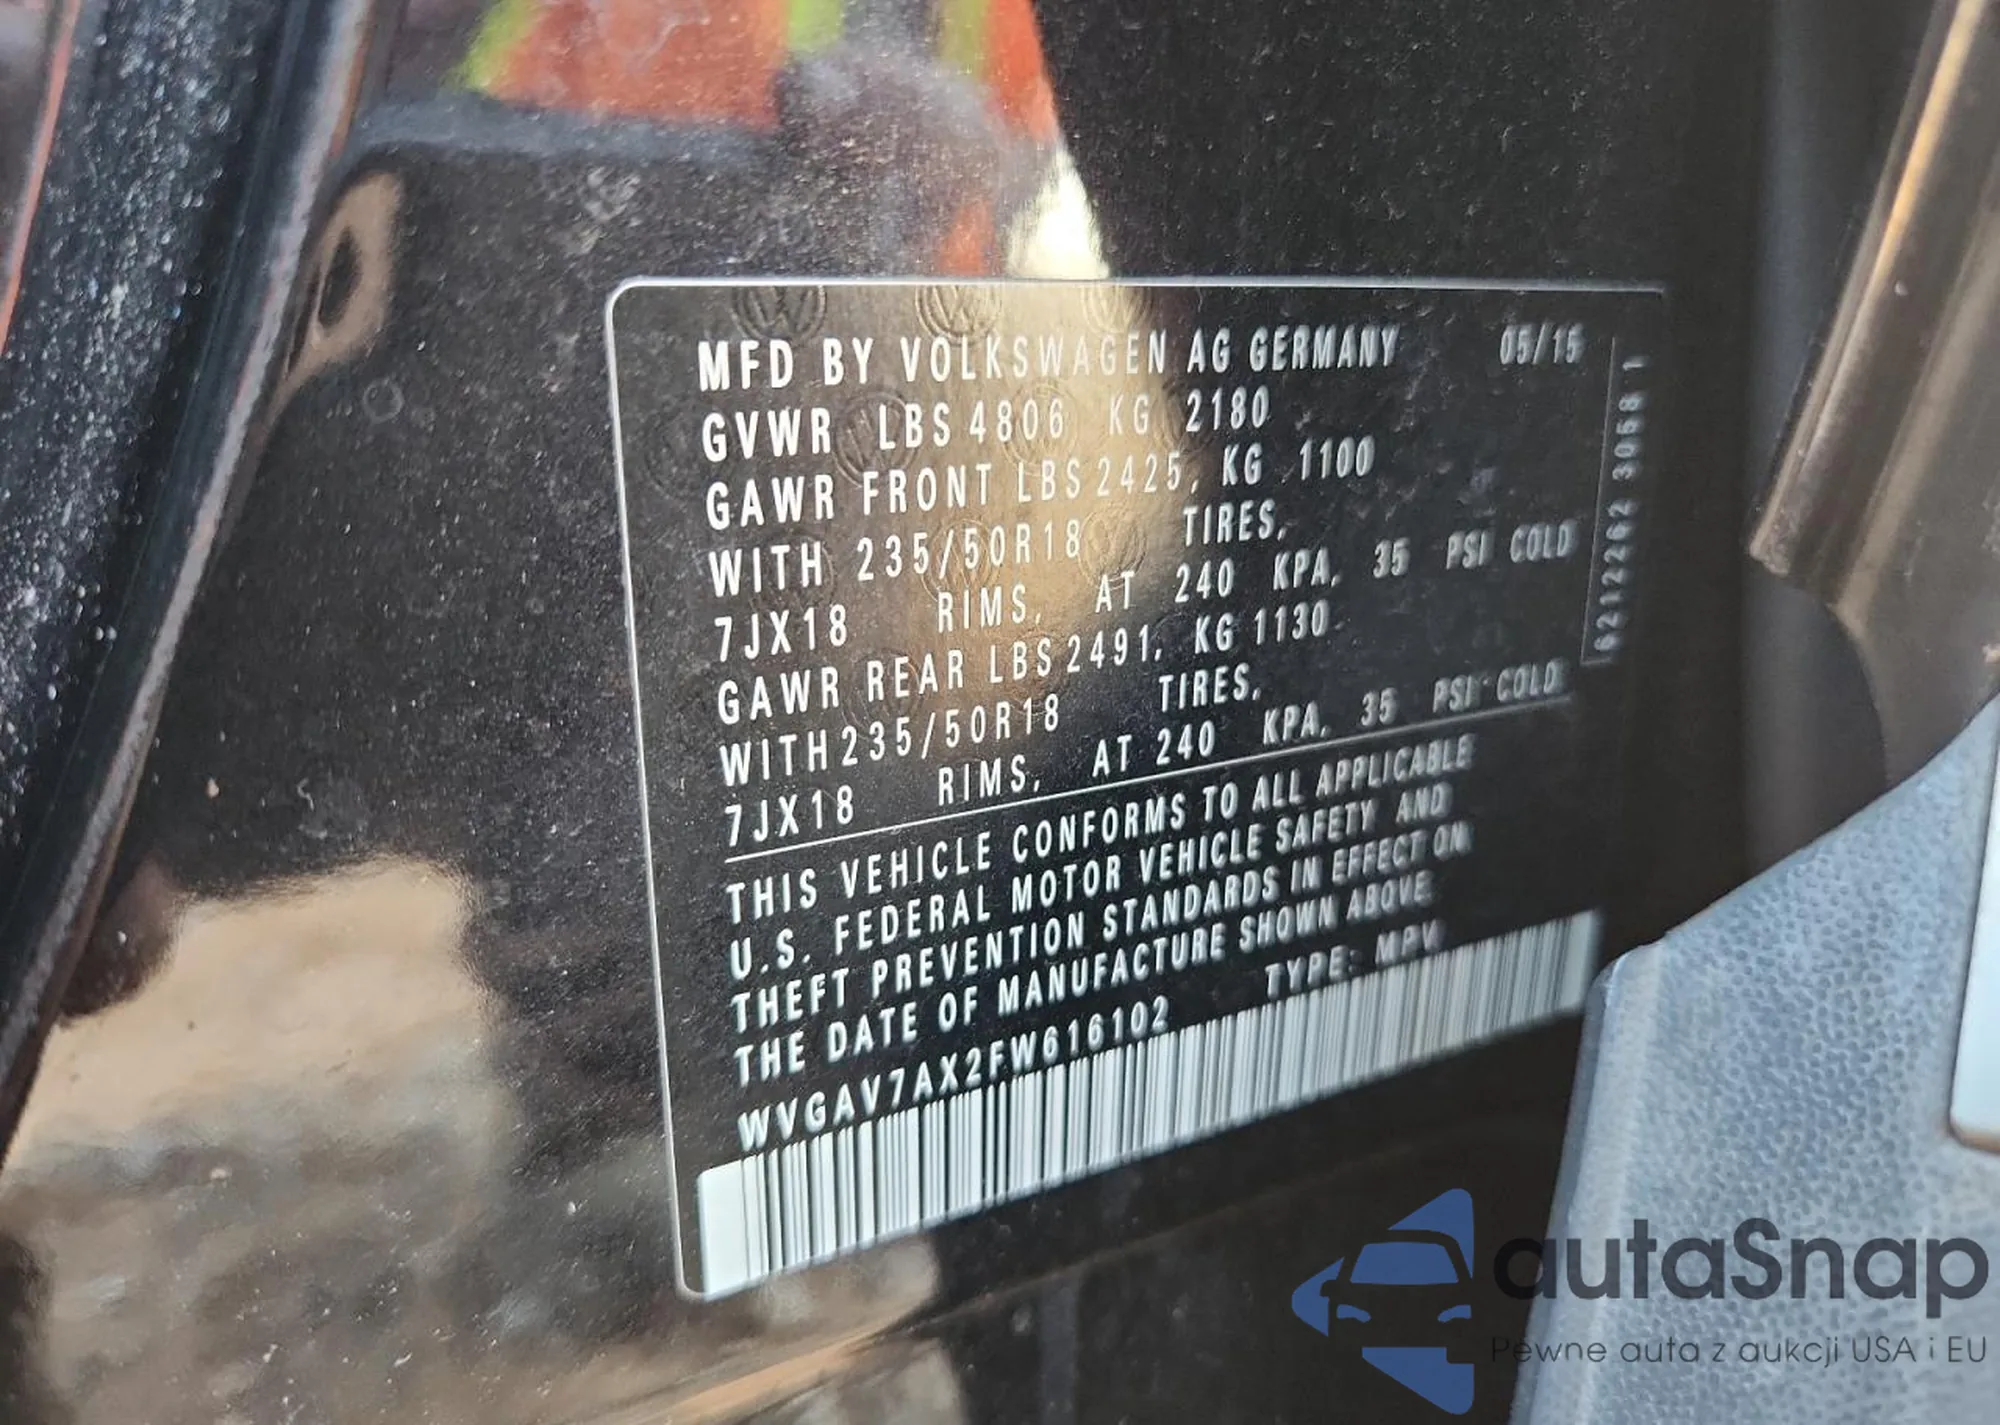 MFD BY VOLKSWAGEN AG GERMANY 05/15
GVWR LBS 4806 KG 2180
GAWR FRONT LBS 2425, KG 1100
WITH 235/50R18 TIRES,
7JX18 RIMS, AT 240 KPA, 35 PSI COLD
GAWR REAR LBS 2491, KG 1130
WITH 235/50R18 TIRES,
7JX18 RIMS, AT 240 KPA, 35 PSI COLD
THIS VEHICLE CONFORMS TO ALL APPLICABLE
U.S. FEDERAL MOTOR VEHICLE SAFETY AND
THEFT PREVENTION STANDARDS IN EFFECT ON
THE DATE OF MANUFACTURE SHOWN ABOVE
WVGAV7AX2FW616102 TYPE: MPV
autaSnap
Pewne auta z aukcji USA i EU